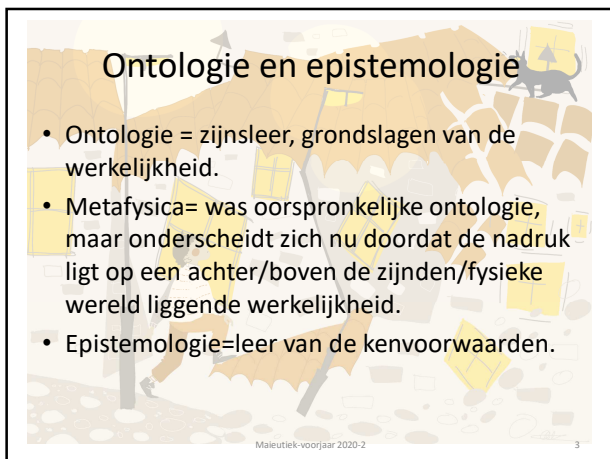 Ontologie en epistemologie
• Ontologie = zijnsleer, grondslagen van de
werkelijkheid.
• Metafysica= was oorspronkelijke ontologie,
maar onderscheidt zich nu doordat de nadruk
ligt op een achter/boven de zijnden/fysieke
wereld liggende werkelijkheid.
• Epistemologie=leer van de kenvoorwaarden.
Maieutiek-voorjaar 2020-2
3